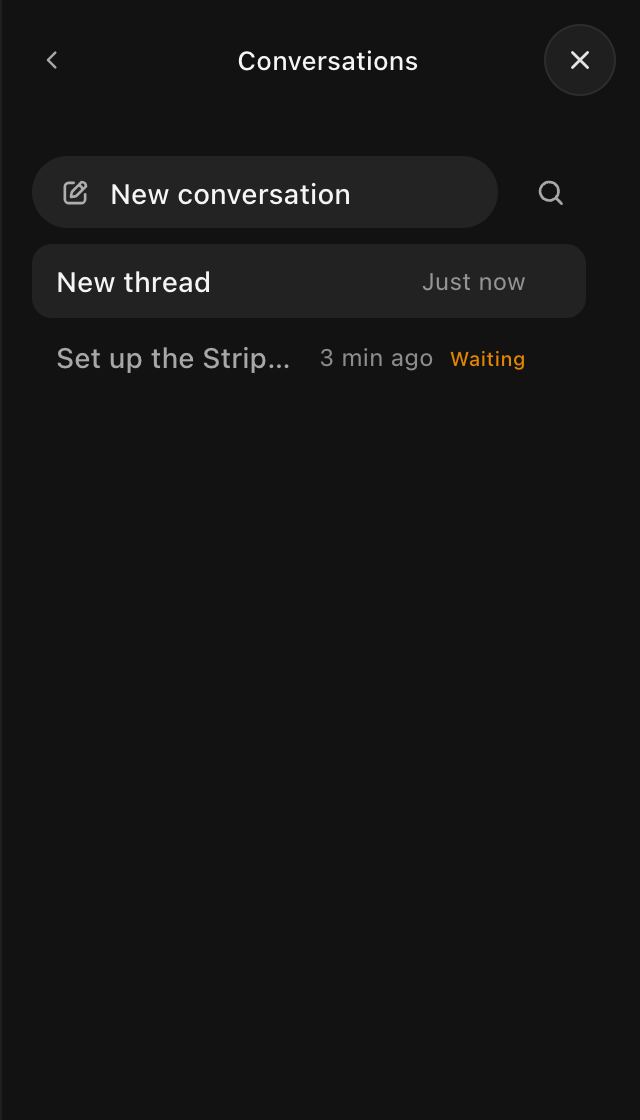 Conversations
New conversation
New thread Just now
Set up the Strip... 3 min ago Waiting